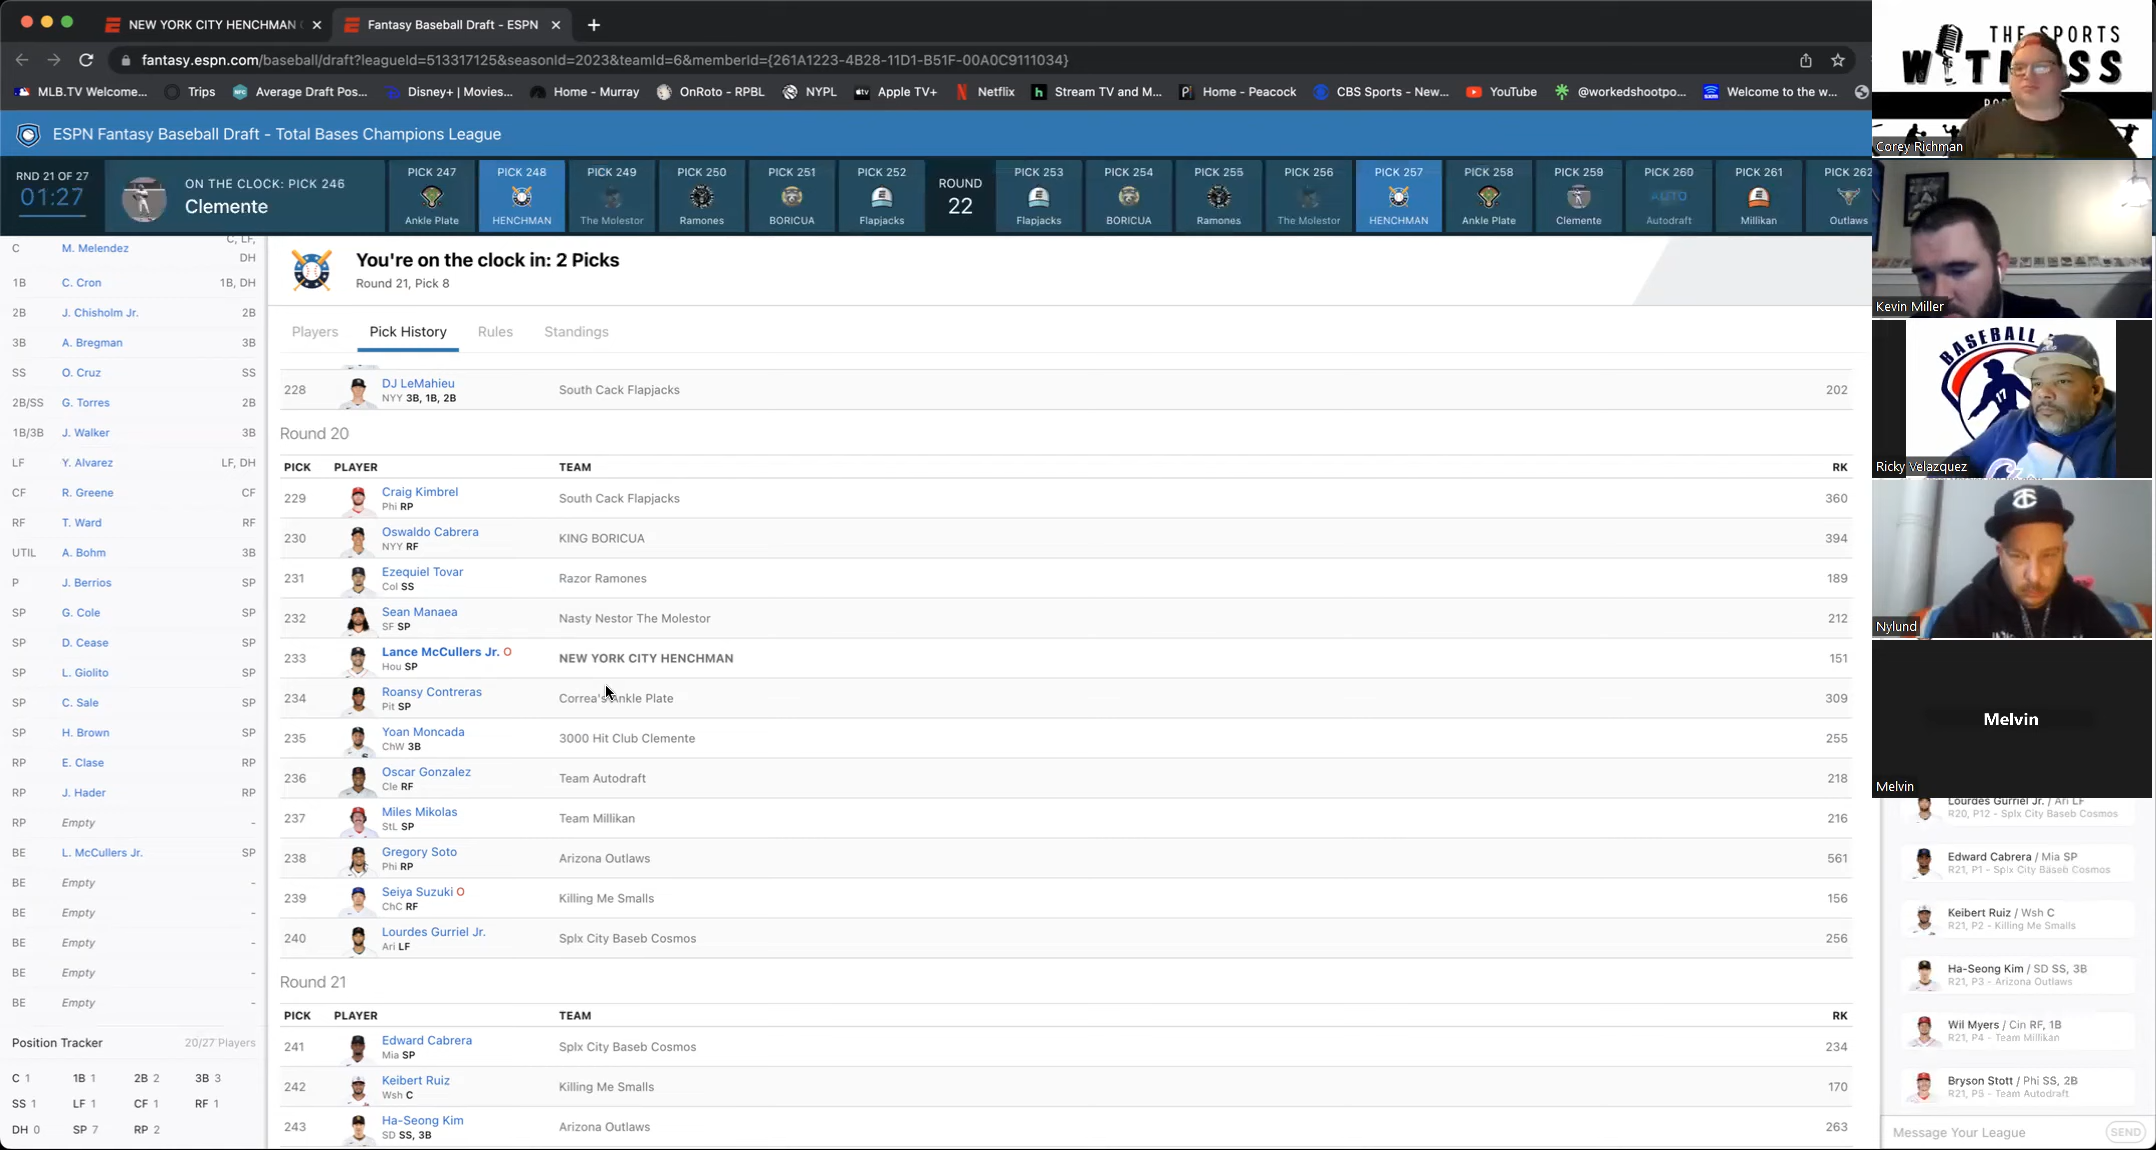 NEW YORK CITY HENCHMAN
Fantasy Baseball Draft - ESPN
fantasy.espn.com/baseball/draft?leagueId=513317125&seasonId=2023&teamId=6&memberId={261A1223-4B28-11D1-B51F-00A0C9111034}
MLB.TV Welcome...
Trips
Average Draft Pos...
Disney+ | Movies...
Home - Murray
OnRoto - RPBL
NYPL
Apple TV+
Netflix
Stream TV and M...
Home - Peacock
CBS Sports - New...
YouTube
@workedshootpo...
Welcome to the w...
ESPN Fantasy Baseball Draft - Total Bases Champions League
RND 21 OF 27
01:27
ON THE CLOCK: PICK 246
Clemente
PICK 247
Ankle Plate
PICK 248
HENCHMAN
PICK 249
The Molestor
PICK 250
Ramones
PICK 251
BORICUA
PICK 252
Flapjacks
ROUND
22
PICK 253
Flapjacks
PICK 254
BORICUA
PICK 255
Ramones
PICK 256
The Molestor
PICK 257
HENCHMAN
PICK 258
Ankle Plate
PICK 259
Clemente
PICK 260
AUTO
Autodraft
PICK 261
Millikan
PICK 262
Outlaws
C M. Melendez C, LF, DH
1B C. Cron 1B, DH
2B J. Chisholm Jr. 2B
3B A. Bregman 3B
SS O. Cruz SS
2B/SS G. Torres 2B
1B/3B J. Walker 3B
LF Y. Alvarez LF, DH
CF R. Greene CF
RF T. Ward RF
UTIL A. Bohm 3B
P J. Berrios SP
SP G. Cole SP
SP D. Cease SP
SP L. Giolito SP
SP C. Sale SP
SP H. Brown SP
RP E. Clase RP
RP J. Hader RP
RP Empty -
BE L. McCullers Jr. SP
BE Empty -
BE Empty -
BE Empty -
BE Empty -
BE Empty -
Position Tracker 20/27 Players
C 1 1B 1 2B 2 3B 3
SS 1 LF 1 CF 1 RF 1
DH 0 SP 7 RP 2
You're on the clock in: 2 Picks
Round 21, Pick 8
Players Pick History Rules Standings
228 DJ LeMahieu South Cack Flapjacks 202
NYY 3B, 1B, 2B
Round 20
PICK PLAYER TEAM RK
229 Craig Kimbrel South Cack Flapjacks 360
Phi RP
230 Oswaldo Cabrera KING BORICUA 394
NYY RF
231 Ezequiel Tovar Razor Ramones 189
Col SS
232 Sean Manaea Nasty Nestor The Molestor 212
SF SP
233 Lance McCullers Jr. O NEW YORK CITY HENCHMAN 151
Hou SP
234 Roansy Contreras Correa's Ankle Plate 309
Pit SP
235 Yoan Moncada 3000 Hit Club Clemente 255
ChW 3B
236 Oscar Gonzalez Team Autodraft 218
Cle RF
237 Miles Mikolas Team Millikan 216
StL SP
238 Gregory Soto Arizona Outlaws 561
Phi RP
239 Seiya Suzuki O Killing Me Smalls 156
ChC RF
240 Lourdes Gurriel Jr. Splx City Baseb Cosmos 256
Ari LF
Round 21
PICK PLAYER TEAM RK
241 Edward Cabrera Splx City Baseb Cosmos 234
Mia SP
242 Keibert Ruiz Killing Me Smalls 170
Wsh C
243 Ha-Seong Kim Arizona Outlaws 263
SD SS, 3B
THE SPORTS
WITNESS
Corey Richman
Kevin Miller
BASEBALL
17
Ricky Velazquez
TC
Nylund
Melvin
Melvin
Lourdes Gurriel Jr. / Ari LF
R20, P12 - Splx City Baseb Cosmos
Edward Cabrera / Mia SP
R21, P1 - Splx City Baseb Cosmos
Keibert Ruiz / Wsh C
R21, P2 - Killing Me Smalls
Ha-Seong Kim / SD SS, 3B
R21, P3 - Arizona Outlaws
Wil Myers / Cin RF, 1B
R21, P4 - Team Millikan
Bryson Stott / Phi SS, 2B
R21, P5 - Team Autodraft
Message Your League
SEND